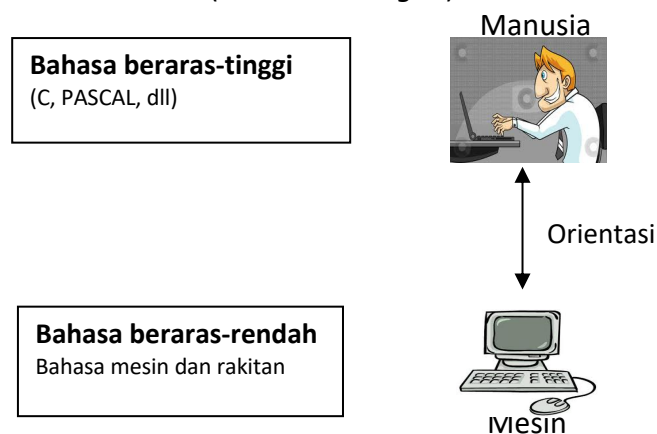 Manusia
Bahasa beraras-tinggi
(C, PASCAL, dll)
Orientasi
Bahasa beraras-rendah
Bahasa mesin dan rakitan
Mesin